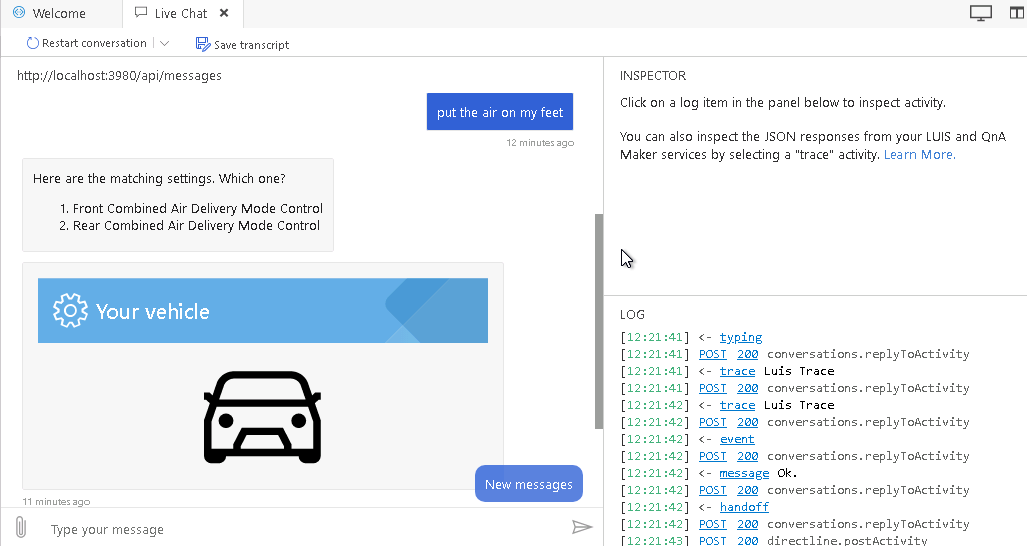 Welcome
Live Chat
Restart conversation
Save transcript
http://localhost:3980/api/messages
put the air on my feet
12 minutes ago
Here are the matching settings. Which one?
1. Front Combined Air Delivery Mode Control
2. Rear Combined Air Delivery Mode Control
Your vehicle
New messages
11 minutes ago
Type your message
INSPECTOR
Click on a log item in the panel below to inspect activity.
You can also inspect the JSON responses from your LUIS and QnA
Maker services by selecting a "trace" activity. Learn More.
LOG
[12:21:41] <- typing
[12:21:41] POST 200 conversations.replyToActivity
[12:21:41] <- trace Luis Trace
[12:21:41] POST 200 conversations.replyToActivity
[12:21:42] <- trace Luis Trace
[12:21:42] POST 200 conversations.replyToActivity
[12:21:42] <- event
[12:21:42] POST 200 conversations.replyToActivity
[12:21:42] <- message Ok.
[12:21:42] POST 200 conversations.replyToActivity
[12:21:42] <- handoff
[12:21:42] POST 200 conversations.replyToActivity
[12:21:43] POST 200 directline.postActivity